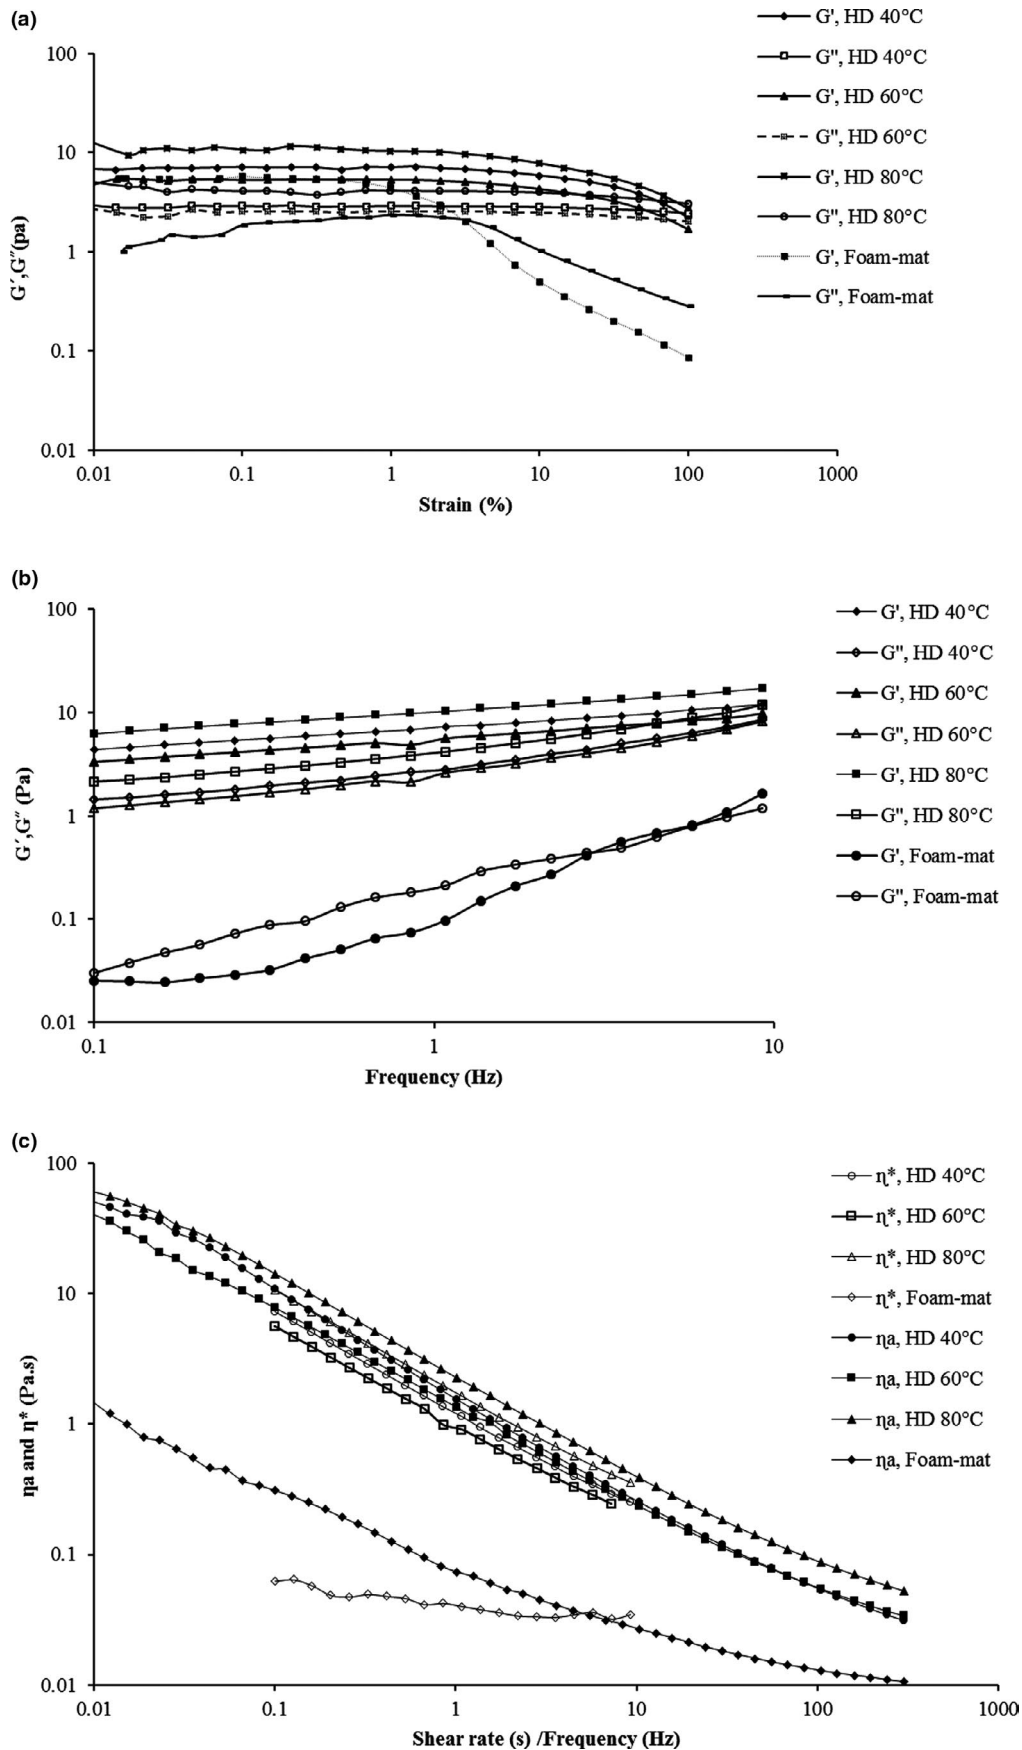 (a)
G', HD 40°C
G'', HD 40°C
G', HD 60°C
G'', HD 60°C
G', HD 80°C
G'', HD 80°C
G', Foam-mat
G'', Foam-mat
100
10
1
0.1
0.01
G′,G″(pa)
0.01 0.1 1 10 100 1000
Strain (%)
(b)
G', HD 40°C
G'', HD 40°C
G', HD 60°C
G'', HD 60°C
G', HD 80°C
G'', HD 80°C
G', Foam-mat
G'', Foam-mat
100
10
1
0.1
0.01
G′,G″ (Pa)
0.1 1 10
Frequency (Hz)
(c)
η*, HD 40°C
η*, HD 60°C
η*, HD 80°C
η*, Foam-mat
ηa, HD 40°C
ηa, HD 60°C
ηa, HD 80°C
ηa, Foam-mat
100
10
1
0.1
0.01
ηa and η* (Pa.s)
0.01 0.1 1 10 100 1000
Shear rate (s) /Frequency (Hz)